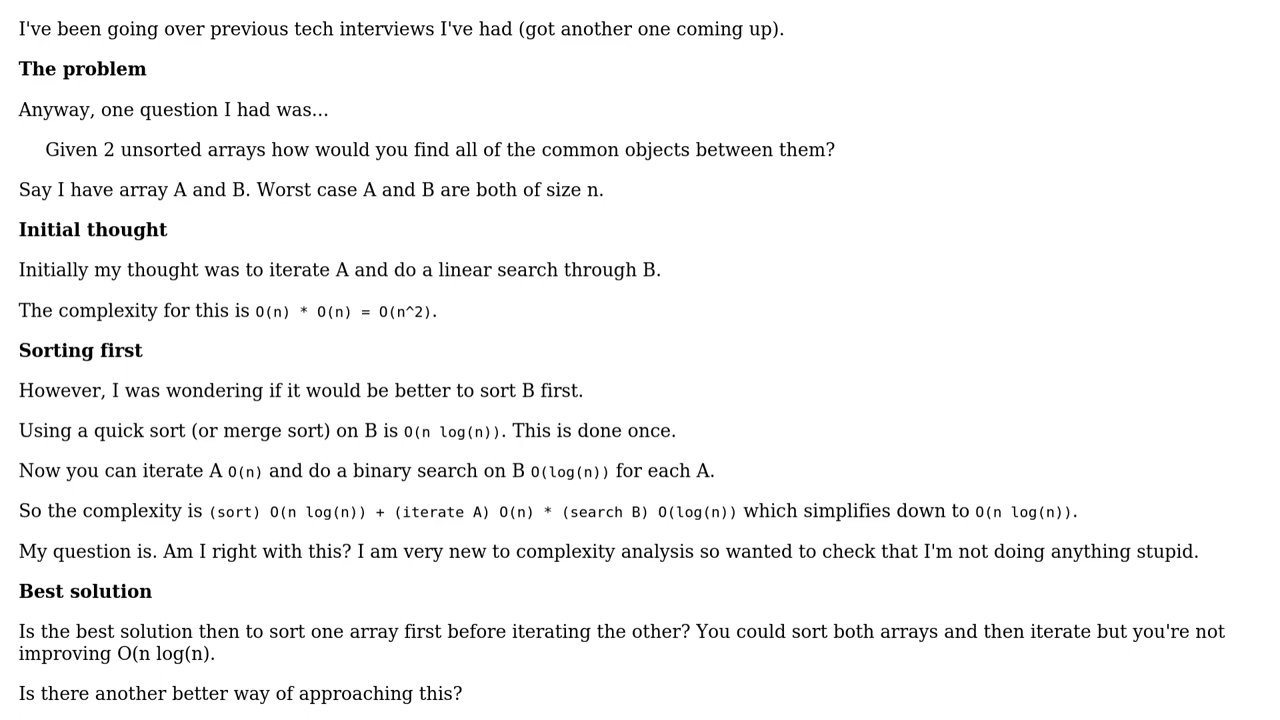 I've been going over previous tech interviews I've had (got another one coming up).
The problem
Anyway, one question I had was...
Given 2 unsorted arrays how would you find all of the common objects between them?
Say I have array A and B. Worst case A and B are both of size n.
Initial thought
Initially my thought was to iterate A and do a linear search through B.
The complexity for this is O(n) * O(n) = O(n^2).
Sorting first
However, I was wondering if it would be better to sort B first.
Using a quick sort (or merge sort) on B is O(n log(n)). This is done once.
Now you can iterate A O(n) and do a binary search on B O(log(n)) for each A.
So the complexity is (sort) O(n log(n)) + (iterate A) O(n) * (search B) O(log(n)) which simplifies down to O(n log(n)).
My question is. Am I right with this? I am very new to complexity analysis so wanted to check that I'm not doing anything stupid.
Best solution
Is the best solution then to sort one array first before iterating the other? You could sort both arrays and then iterate but you're not
improving O(n log(n).
Is there another better way of approaching this?